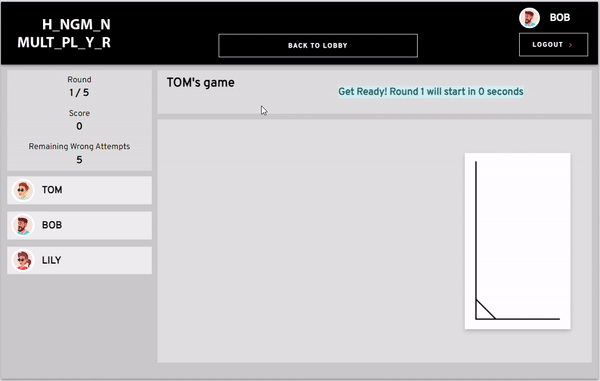 H_NGM_N
MULT_PL_Y_R
BACK TO LOBBY
BOB
LOGOUT >
Round
1 / 5
Score
0
Remaining Wrong Attempts
5
TOM
BOB
LILY
TOM's game
Get Ready! Round 1 will start in 0 seconds